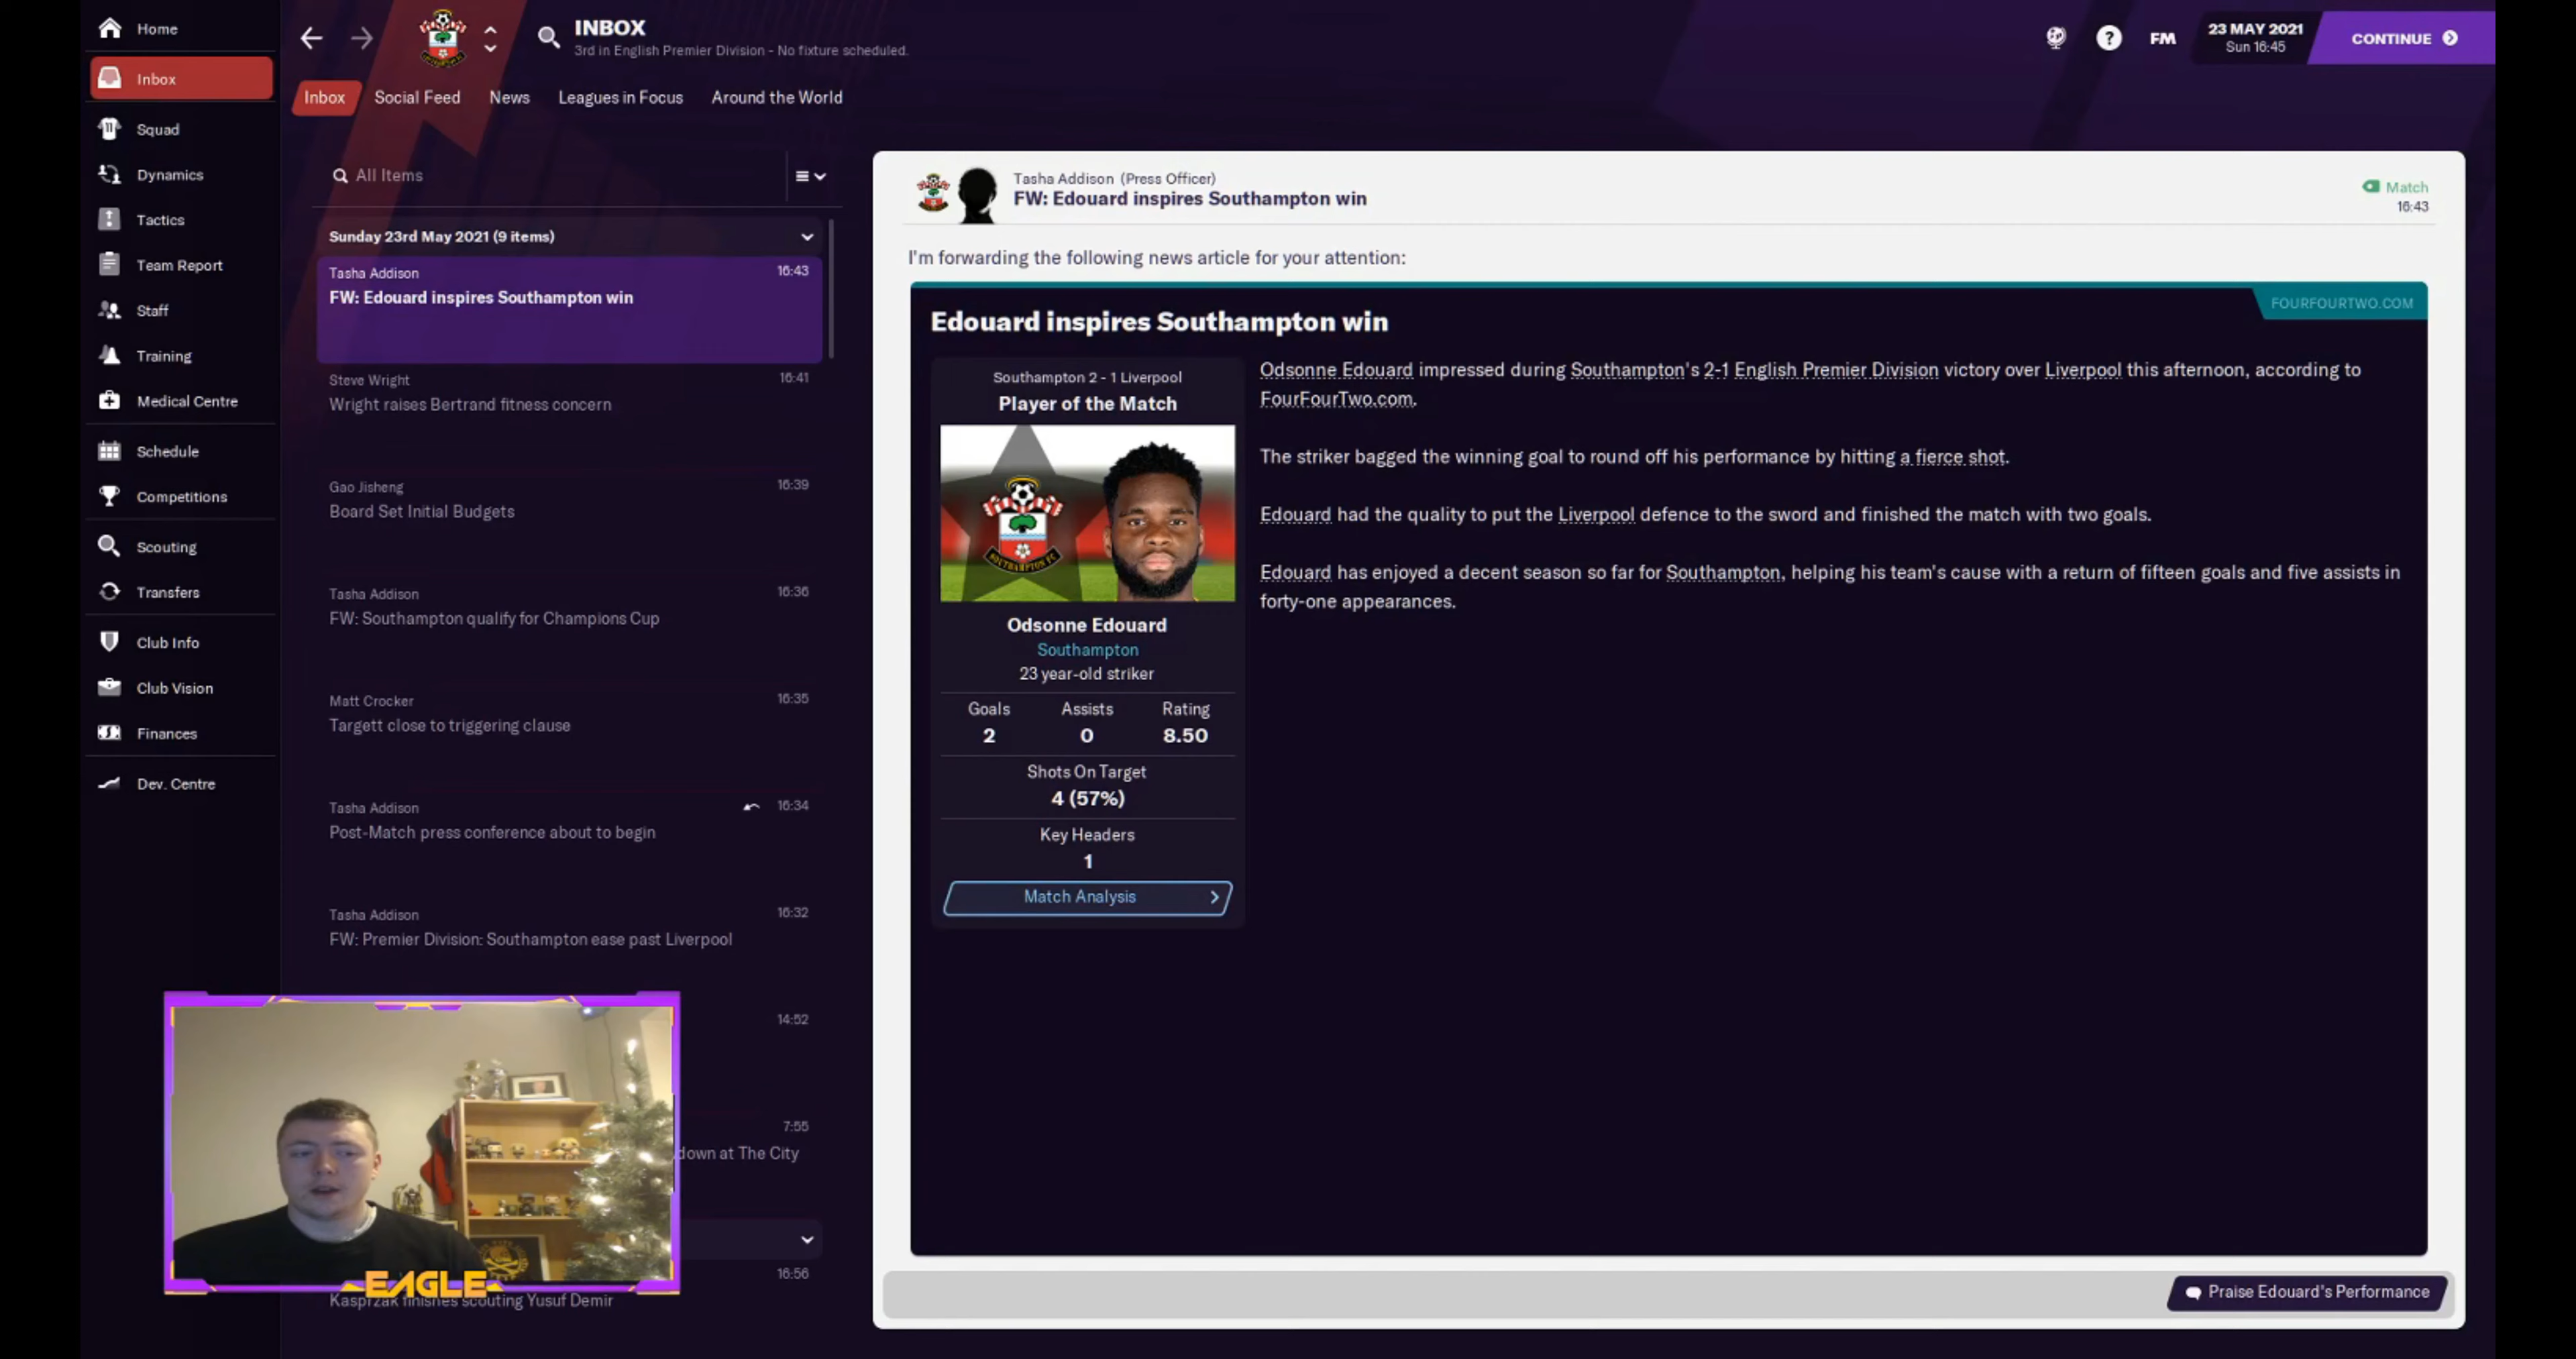 Home
Inbox
Squad
Dynamics
Tactics
Team Report
Staff
Training
Medical Centre
Schedule
Competitions
Scouting
Transfers
Club Info
Club Vision
Finances
Dev. Centre
INBOX
3rd in English Premier Division - No fixture scheduled.
FM
23 MAY 2021
Sun 16:45
CONTINUE
Inbox Social Feed News Leagues in Focus Around the World
All Items
Sunday 23rd May 2021 (9 items)
Tasha Addison 16:43
FW: Edouard inspires Southampton win
Steve Wright 16:41
Wright raises Bertrand fitness concern
Gao Jisheng 16:39
Board Set Initial Budgets
Tasha Addison 16:36
FW: Southampton qualify for Champions Cup
Matt Crocker 16:35
Targett close to triggering clause
Tasha Addison 16:34
Post-Match press conference about to begin
Tasha Addison 16:32
FW: Premier Division: Southampton ease past Liverpool
14:52
7:55
down at The City
16:56
Kasprzak finishes scouting Yusuf Demir
EAGLE
Tasha Addison (Press Officer)
FW: Edouard inspires Southampton win
Match
16:43
I'm forwarding the following news article for your attention:
FOURFOURTWO.COM
Edouard inspires Southampton win
Southampton 2 - 1 Liverpool
Player of the Match
SOUTHAMPTON FC
Odsonne Edouard
Southampton
23 year-old striker
Goals Assists Rating
2 0 8.50
Shots On Target
4 (57%)
Key Headers
1
Match Analysis
Odsonne Edouard impressed during Southampton's 2-1 English Premier Division victory over Liverpool this afternoon, according to
FourFourTwo.com.
The striker bagged the winning goal to round off his performance by hitting a fierce shot.
Edouard had the quality to put the Liverpool defence to the sword and finished the match with two goals.
Edouard has enjoyed a decent season so far for Southampton, helping his team's cause with a return of fifteen goals and five assists in
forty-one appearances.
Praise Edouard's Performance